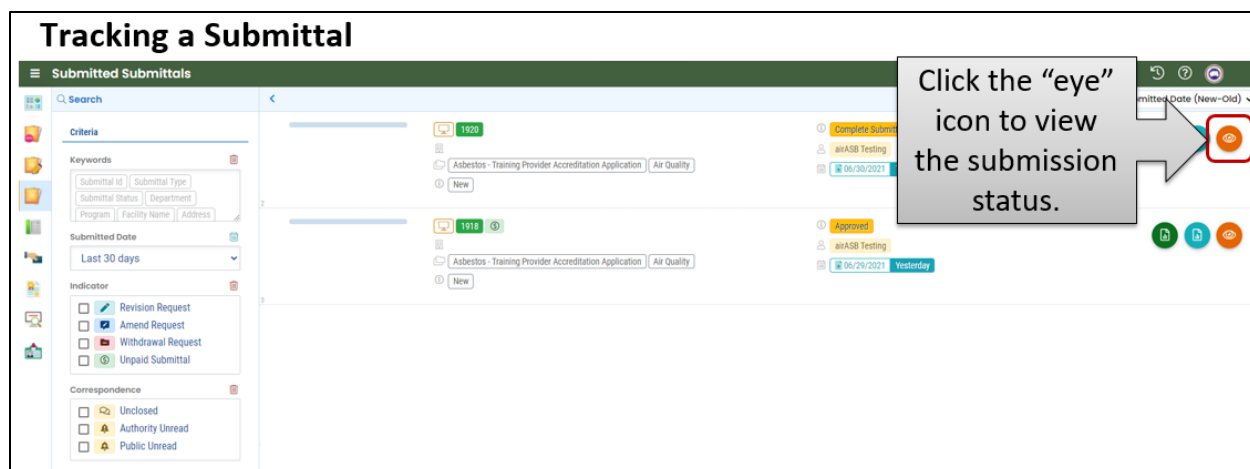 Tracking a Submittal
Submitted Submittals
Click the “eye”
icon to view
the submission
status.
Search
Criteria
Keywords
Submittal Id Submittal Type
Submittal Status Department
Program Facility Name Address
Submitted Date
Last 30 days
Indicator
Revision Request
Amend Request
Withdrawal Request
Unpaid Submittal
Correspondence
Unclosed
Authority Unread
Public Unread
mitted Date (New-Old)
1920
Complete Submitt
airASB Testing
Asbestos - Training Provider Accreditation Application Air Quality
06/30/2021
New
2
1918
Approved
airASB Testing
Asbestos - Training Provider Accreditation Application Air Quality
06/29/2021 Yesterday
New
3